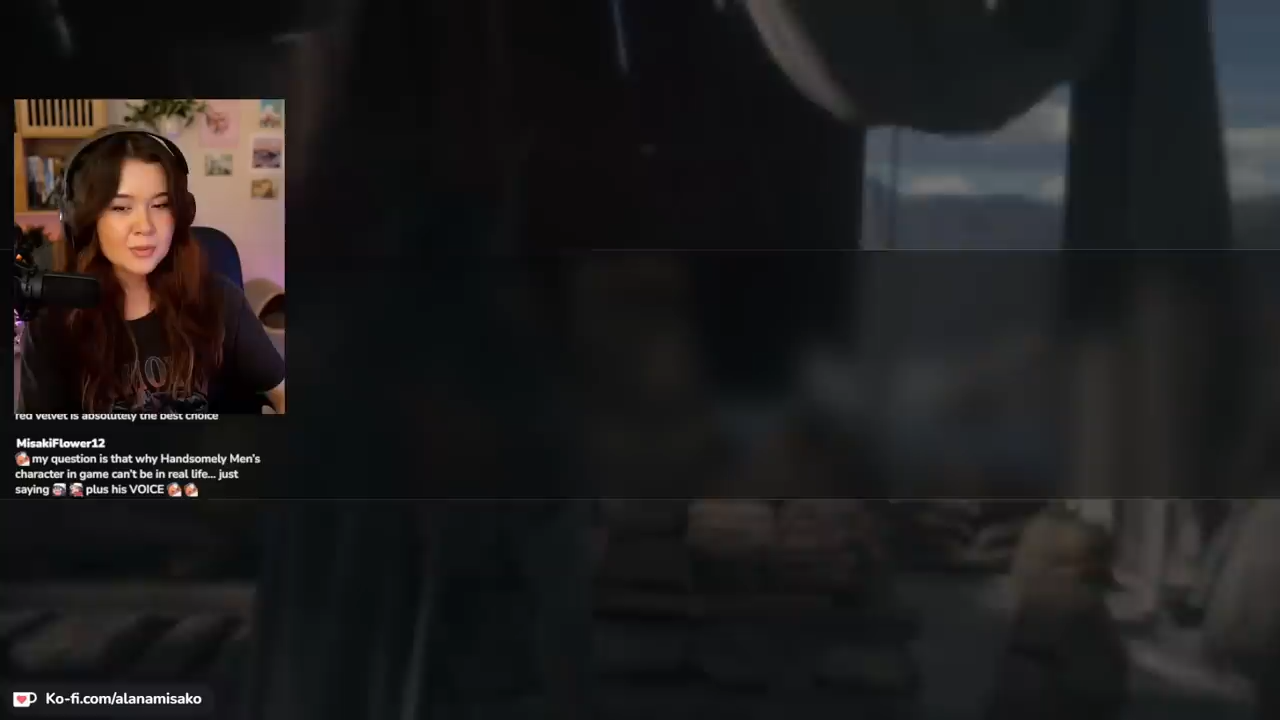 red velvet is absolutely the best choice
MisakiFlower12
my question is that why Handsomely Men's
character in game can't be in real life... just
saying plus his VOICE
Ko-fi.com/alanamisako